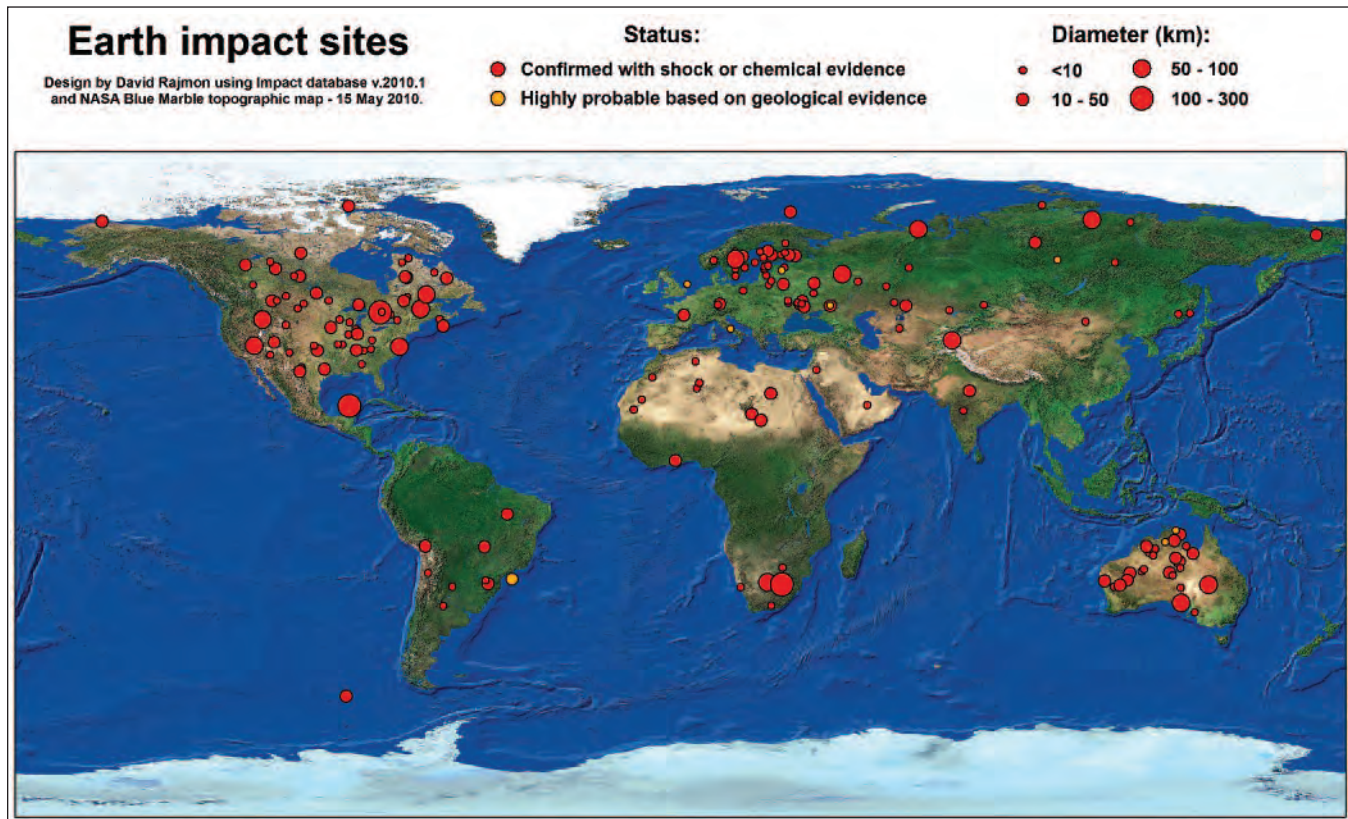 Earth impact sites
Design by David Rajmon using Impact database v.2010.1
and NASA Blue Marble topographic map - 15 May 2010.
Status:
Confirmed with shock or chemical evidence
Highly probable based on geological evidence
Diameter (km):
<10
50 - 100
10 - 50
100 - 300